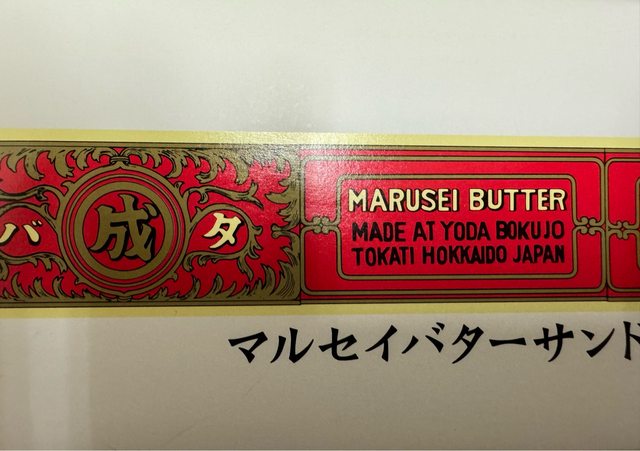 バ 成 タ
MARUSEI BUTTER
MADE AT YODA BOKUJO
TOKATI HOKKAIDO JAPAN
マルセイバターサンド